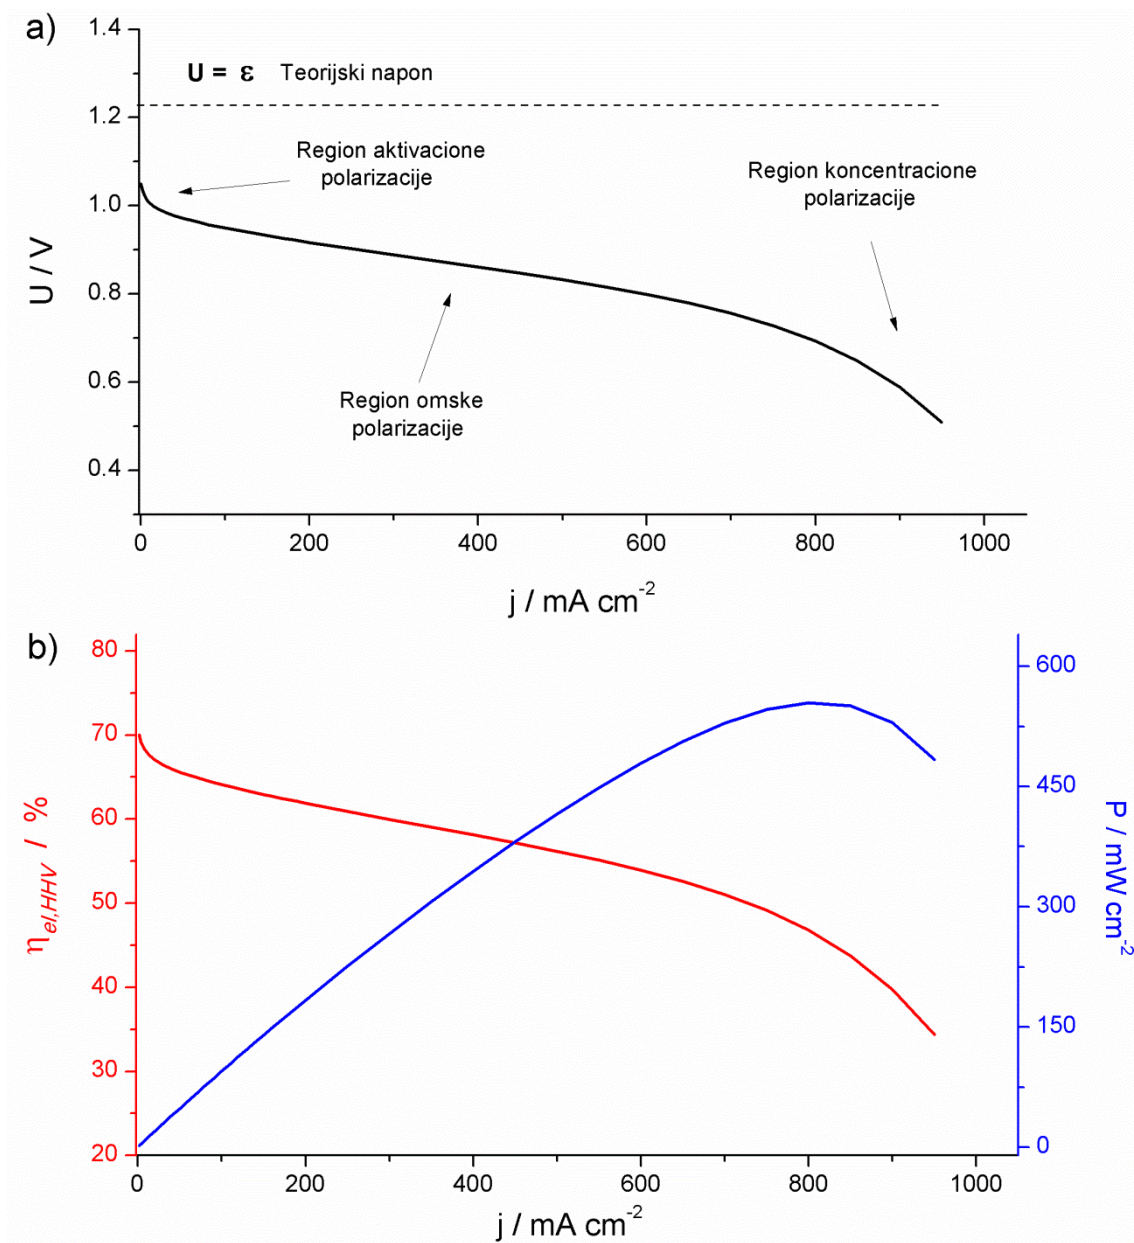 a)
1.4
U = ε Teorijski napon
1.2
Region aktivacione
polarizacije
Region koncentracione
polarizacije
1.0
U / V
0.8
0.6
Region omske
polarizacije
0.4
0 200 400 600 800 1000
j / mA cm-2
b)
80
70
60
50
40
30
20
ηel,HHV / %
600
450
300
150
0
P / mW cm-2
0 200 400 600 800 1000
j / mA cm-2